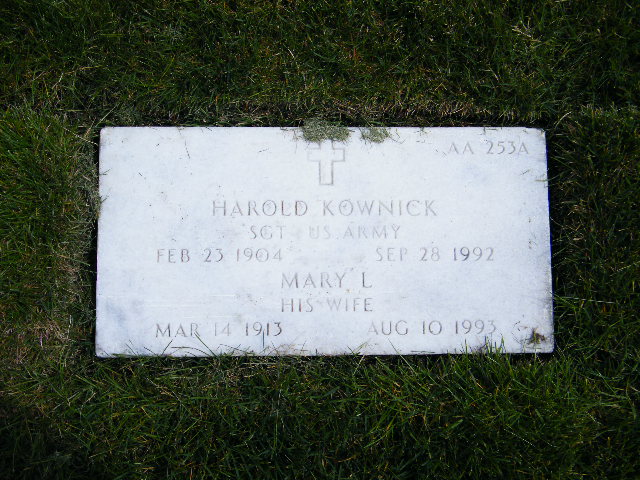 AA 253A
HAROLD KOWNICK
SGT US ARMY
FEB 23 1904 SEP 28 1992
MARY L
HIS WIFE
MAR 14 1913 AUG 10 1993